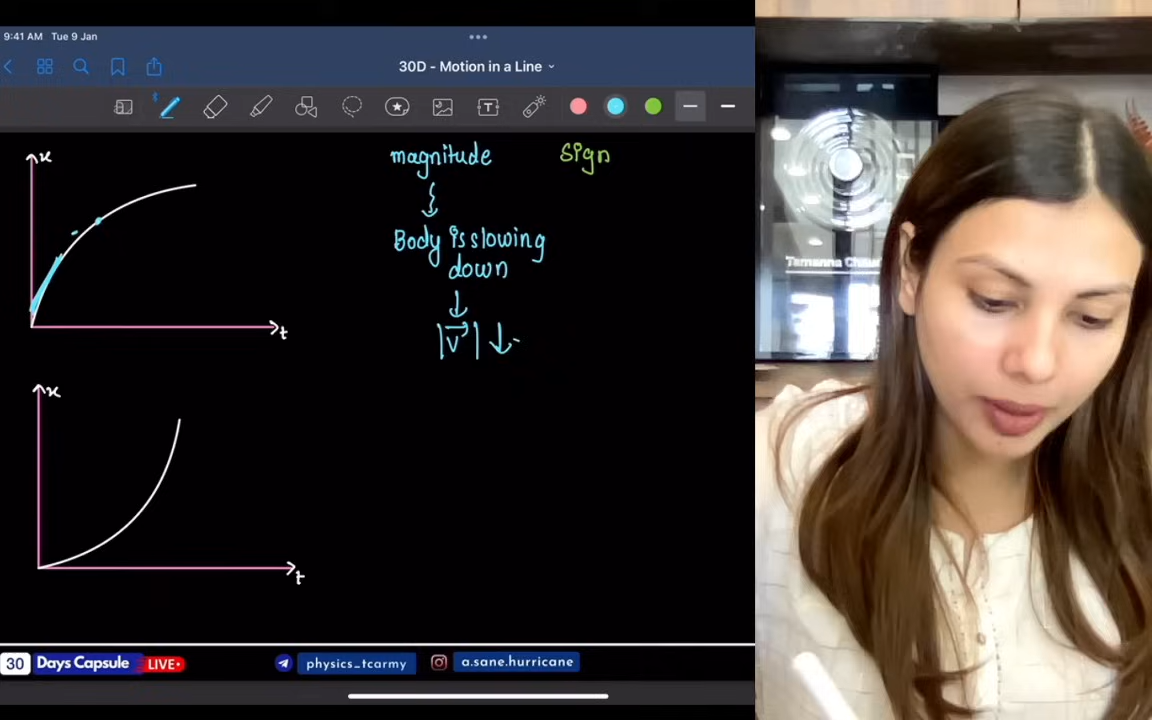 9:41 AM Tue 9 Jan
30D - Motion in a Line
T
x
magnitude
Sign
Body is slowing
down
|v| ↓
t
x
t
30 Days Capsule LIVE
physics_tcarmy
a.sane.hurricane